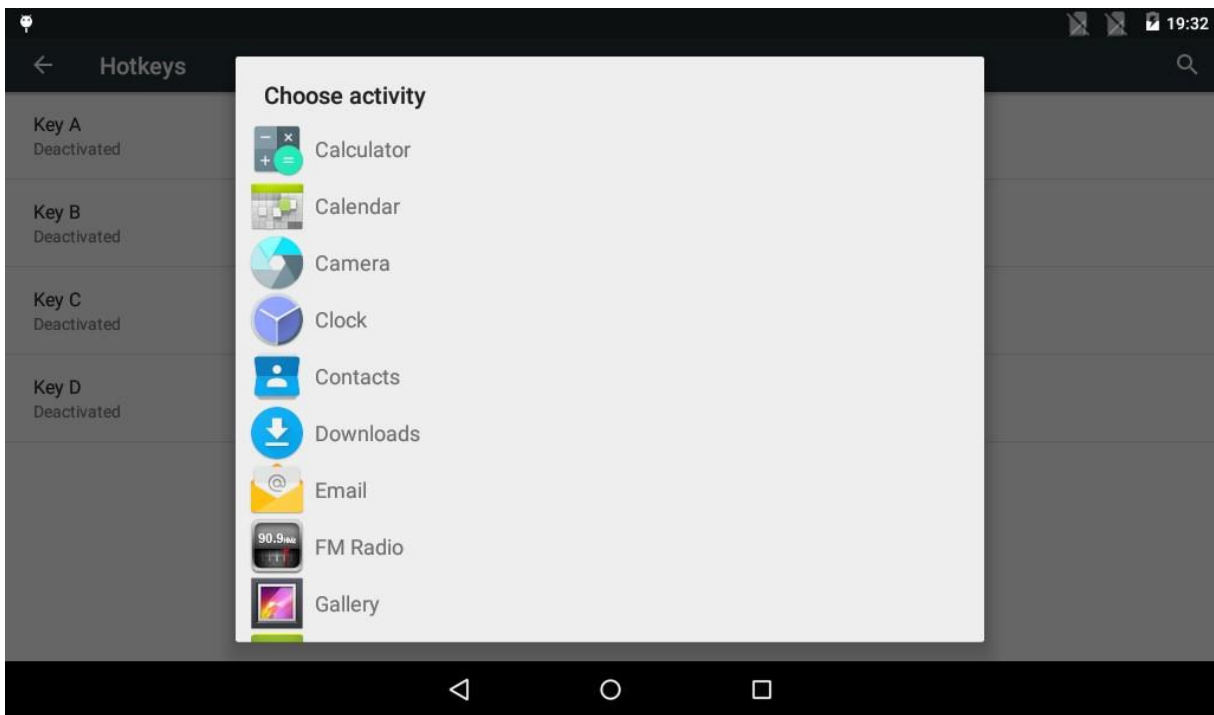 19:32
Hotkeys
Choose activity
Key A
Deactivated
Key B
Deactivated
Key C
Deactivated
Key D
Deactivated
Calculator
Calendar
Camera
Clock
Contacts
Downloads
@
Email
90.9MHz
FM Radio
Gallery